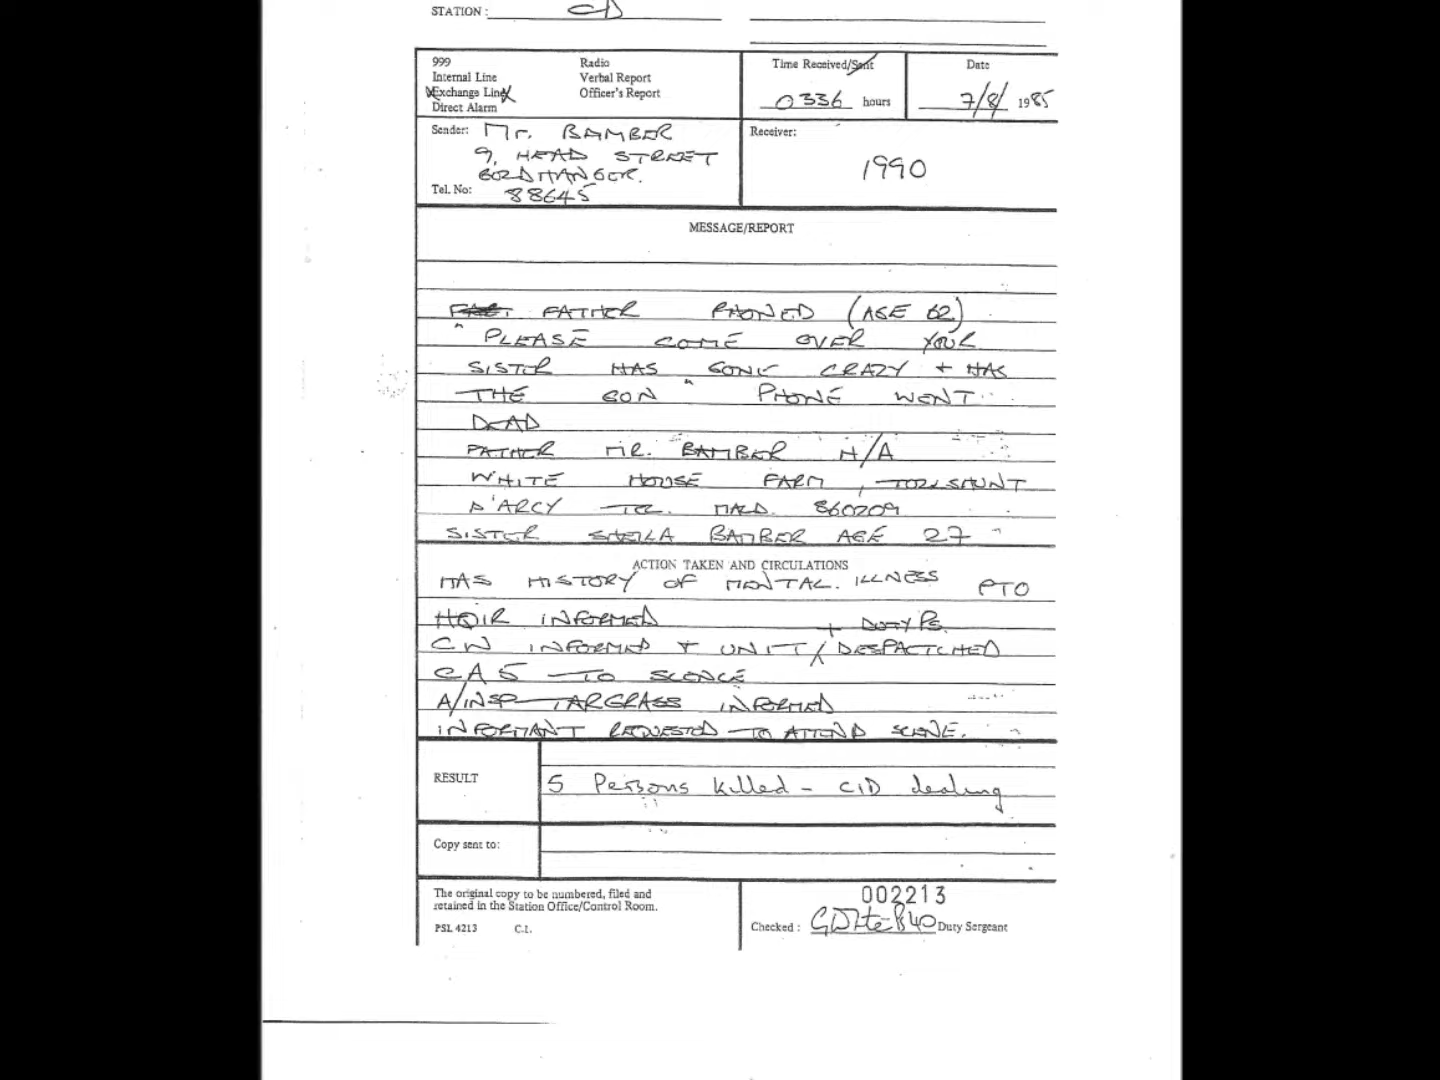 STATION: CD
999
Internal Line
Exchange Line
Direct Alarm
Radio
Verbal Report
Officer's Report
Time Received/Sent
0336 hours
Date
7/8/ 1985
Sender: Mr. BAMBER
9, HEAD STREET
GOLDHANGER.
Tel. No: 88645
Receiver:
1990
MESSAGE/REPORT
FATHER PHONED (AGE 62)
" PLEASE COME OVER YOUR
SISTER HAS GONE CRAZY + HAS
THE GUN " PHONE WENT
DEAD
FATHER MR. BAMBER H/A
WHITE HOUSE FARM, TOLLSHUNT
D'ARCY TEL. MALD. 860209
SISTER SHEILA BAMBER AGE 27
ACTION TAKEN AND CIRCULATIONS
HAS HISTORY OF MENTAL. ILLNESS PTO
INFORMED + DUTY PS.
CW INFORMED + UNIT / DESPATCHED
CA5 TO SCENCE
A/INSP INFORMED
INFORMANT REQUESTED TO ATTEND SCENE.
RESULT
5 Persons killed - CID dealing
Copy sent to:
The original copy to be numbered, filed and
retained in the Station Office/Control Room.
PSL 4213 C.I.
002213
Checked: Duty Sergeant